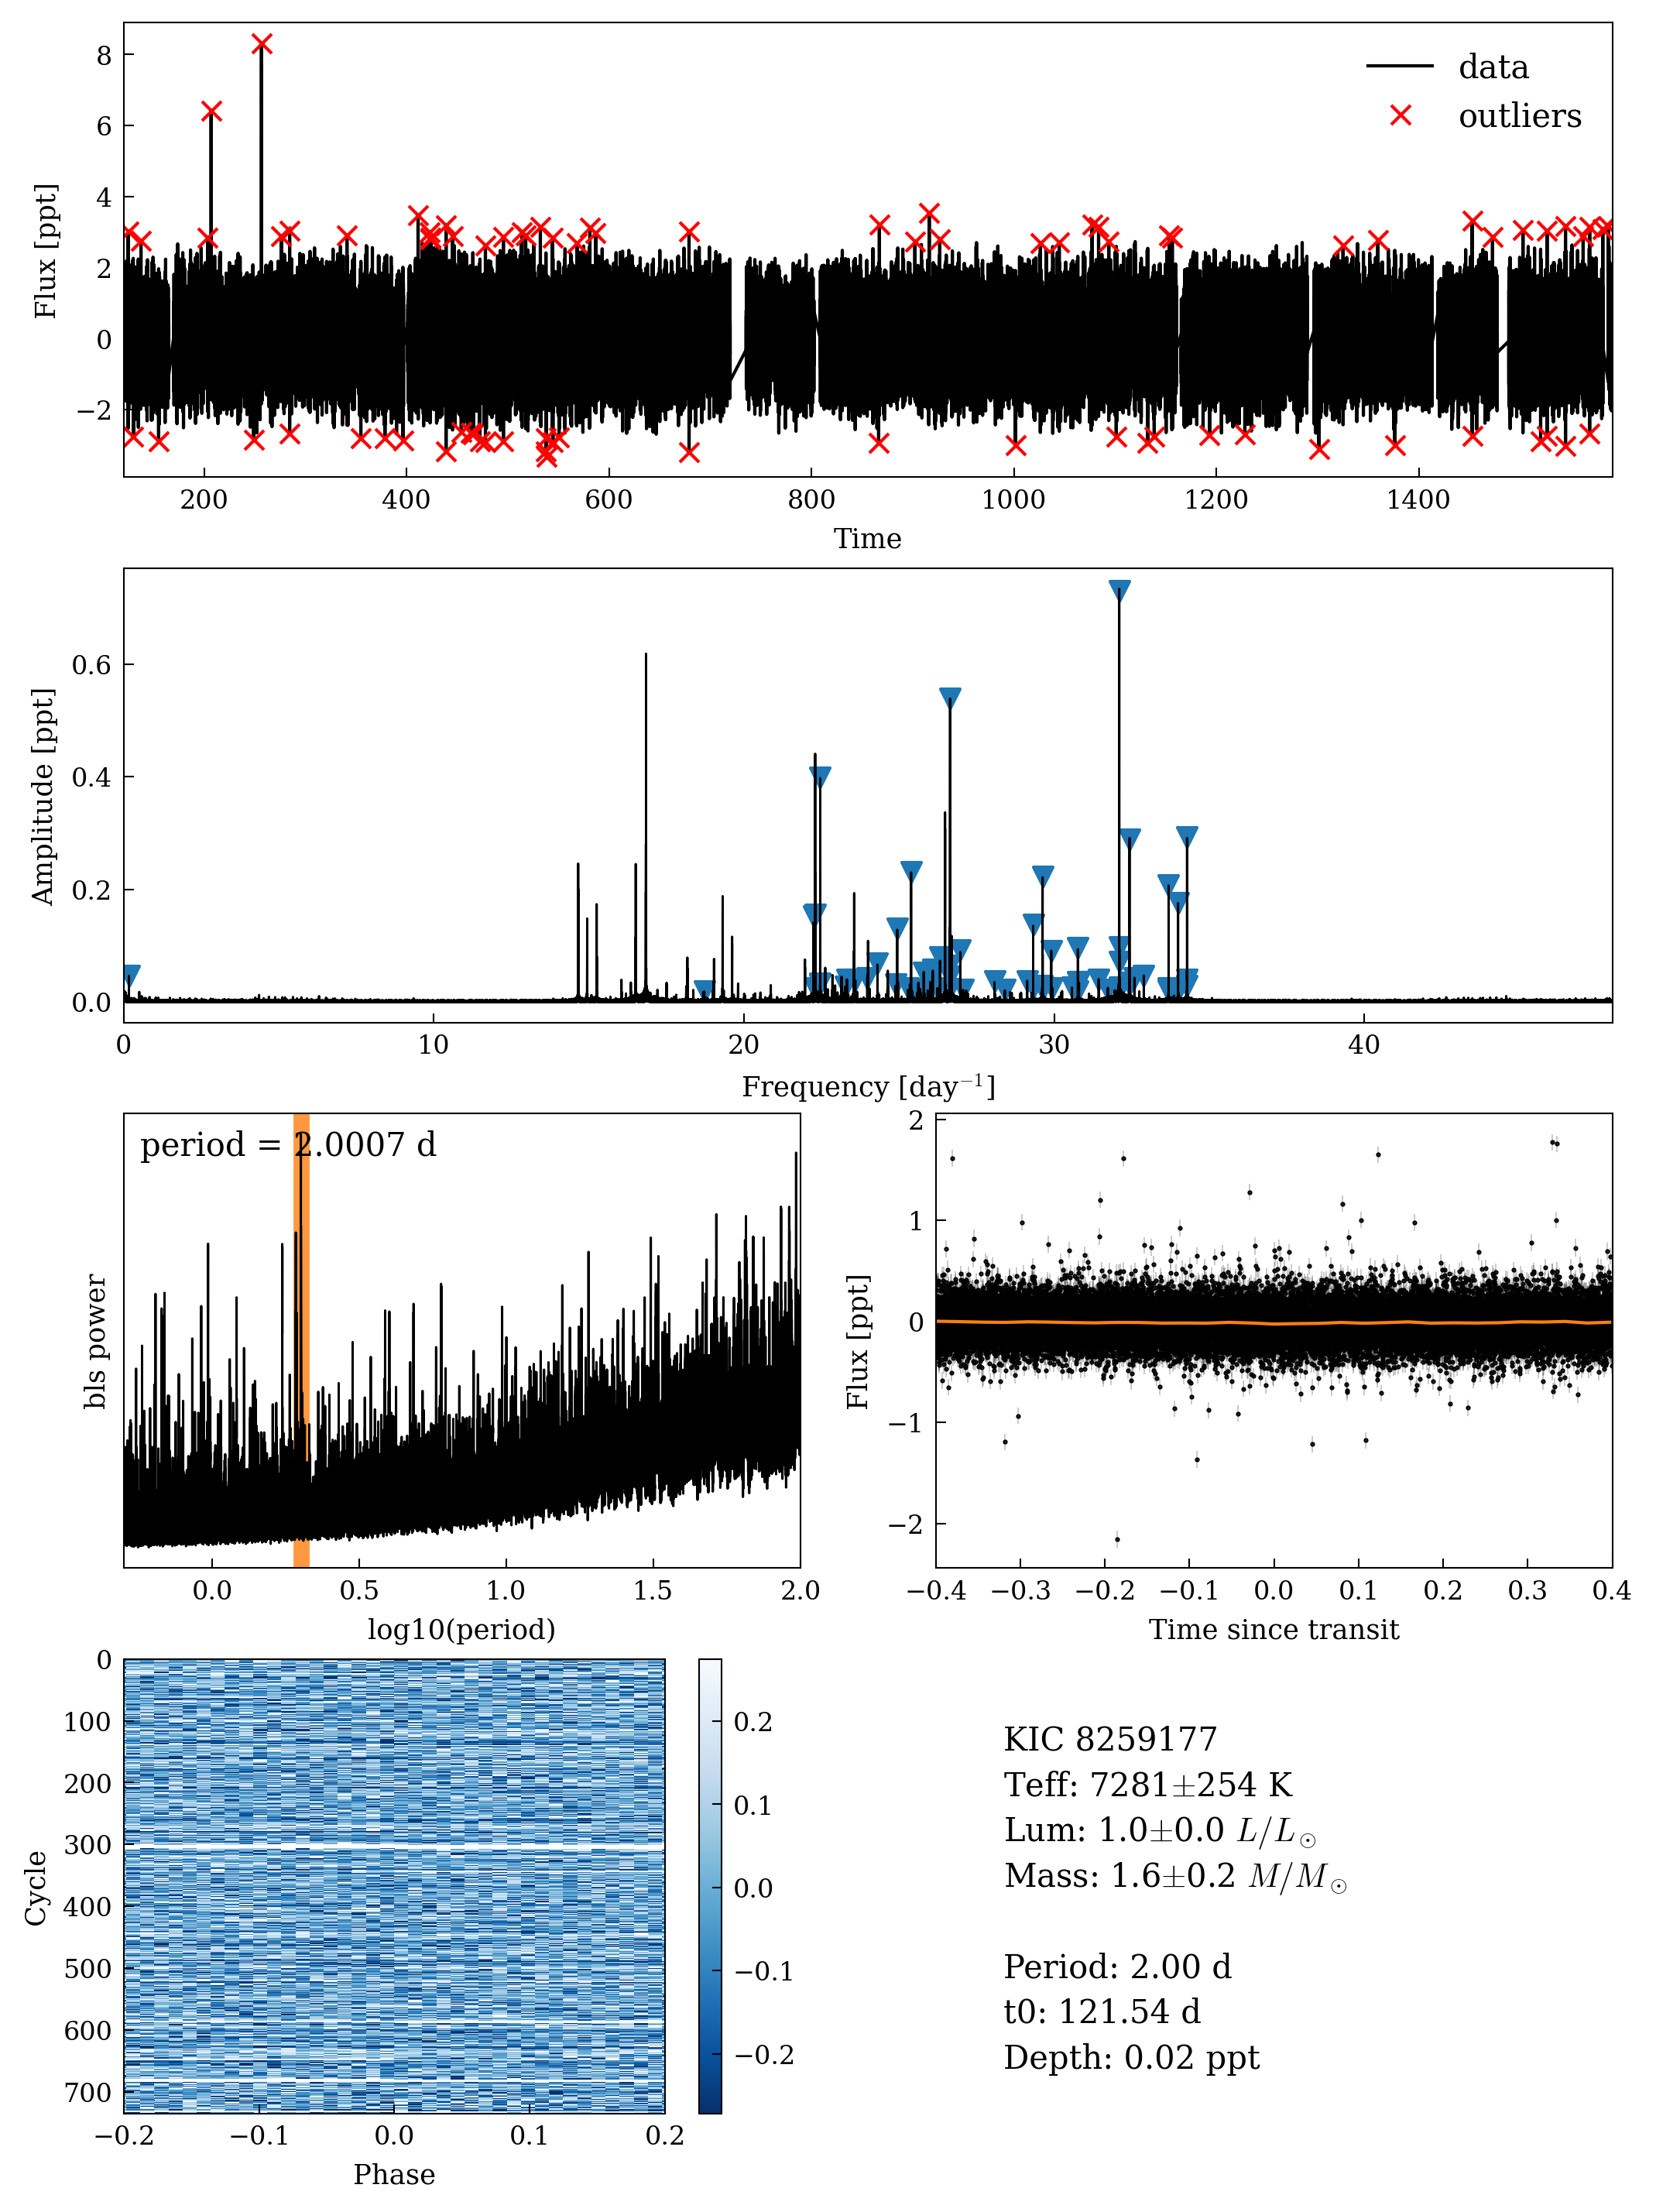 8
6
4
2
0
−2
Flux [ppt]
data
outliers
200 400 600 800 1000 1200 1400
Time
0.6
0.4
0.2
0.0
Amplitude [ppt]
0 10 20 30 40
Frequency [day⁻¹]
period = 2.0007 d
bls power
0.0 0.5 1.0 1.5 2.0
log10(period)
2
1
0
−1
−2
Flux [ppt]
−0.4 −0.3 −0.2 −0.1 0.0 0.1 0.2 0.3 0.4
Time since transit
0
100
200
300
400
500
600
700
Cycle
−0.2 −0.1 0.0 0.1 0.2
Phase
0.2
0.1
0.0
−0.1
−0.2
KIC 8259177
Teff: 7281±254 K
Lum: 1.0±0.0 L/L⊙
Mass: 1.6±0.2 M/M⊙
Period: 2.00 d
t0: 121.54 d
Depth: 0.02 ppt